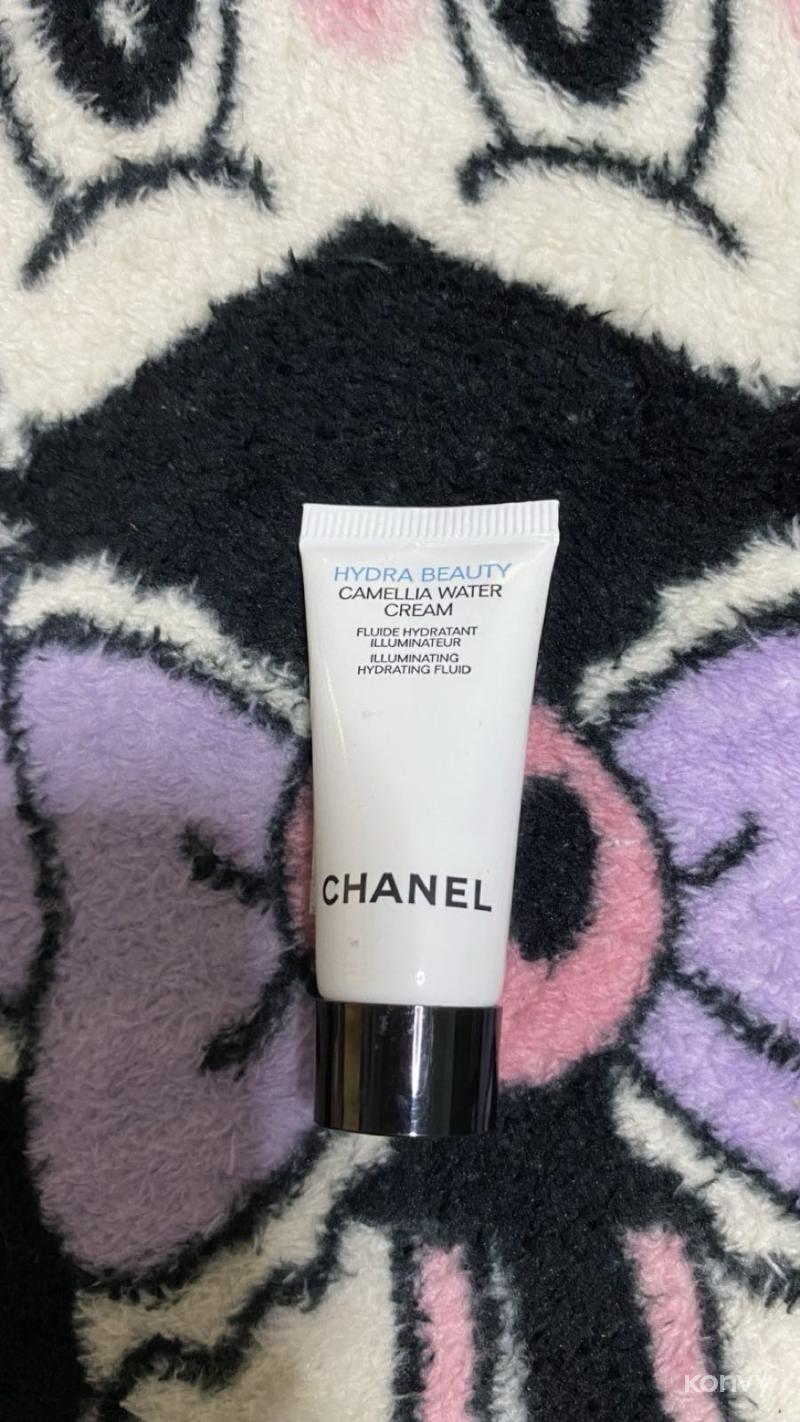 HYDRA BEAUTY
CAMELLIA WATER
CREAM
FLUIDE HYDRATANT
ILLUMINATEUR
ILLUMINATING
HYDRATING FLUID
CHANEL
konvy